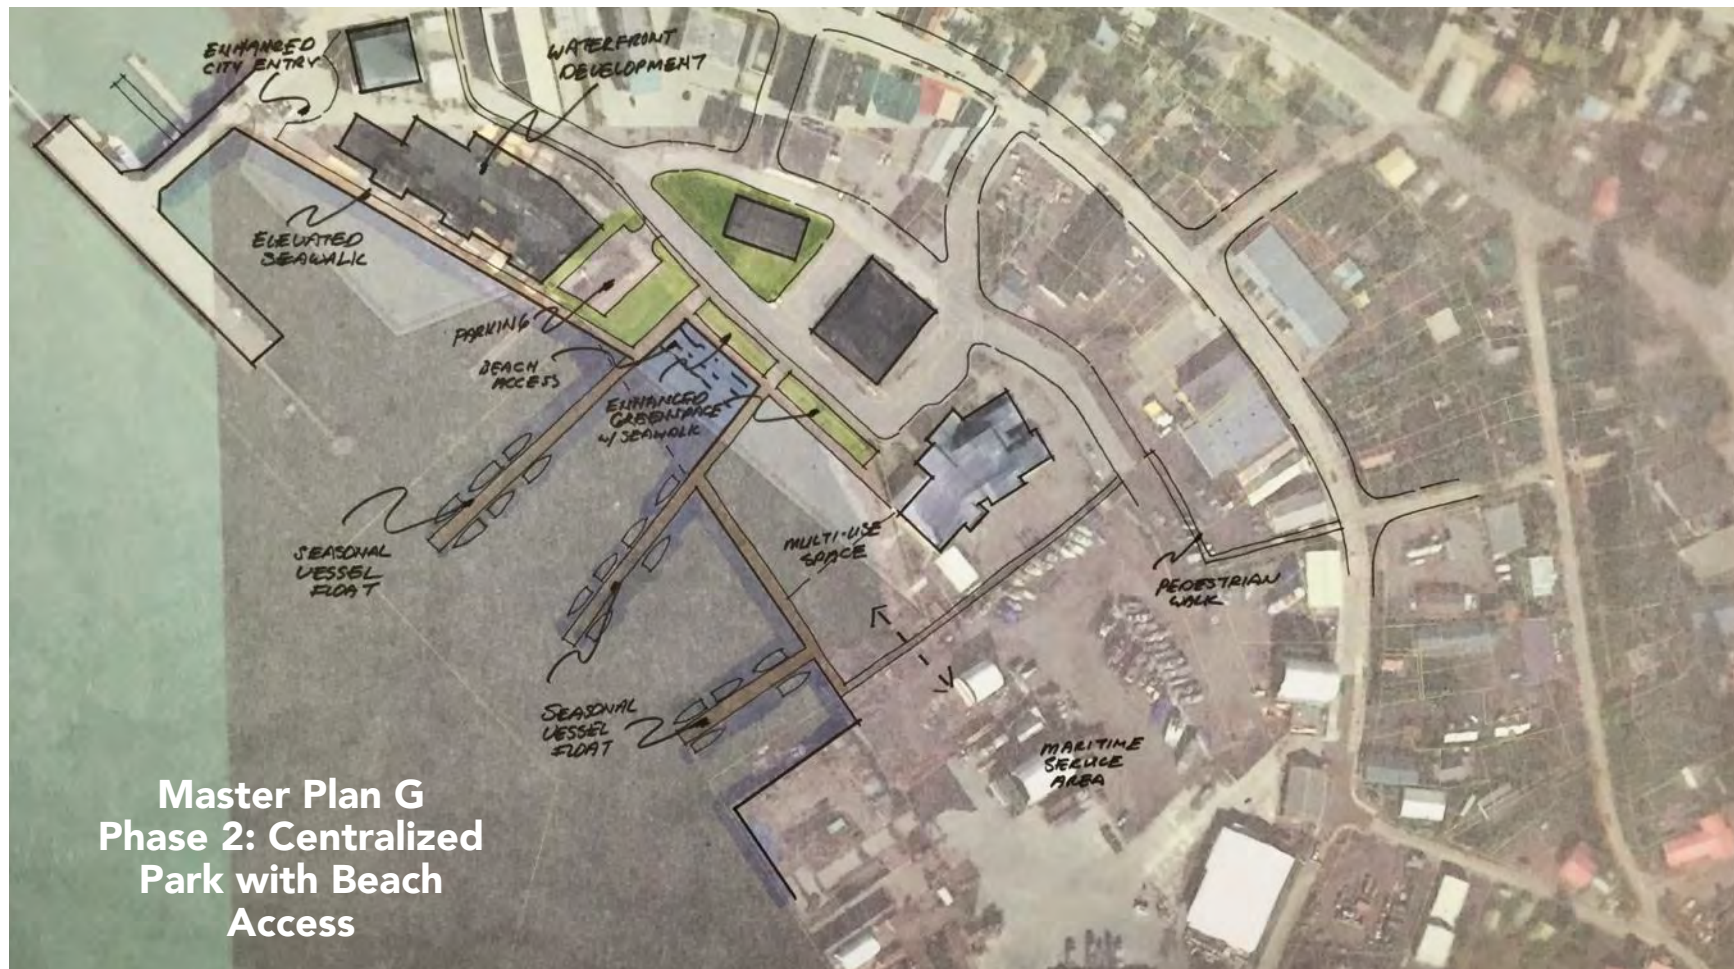 ENHANCED
CITY ENTRY
WATERFRONT
DEVELOPMENT
ELEVATED
SEAWALK
PARKING
BEACH
ACCESS
ENHANCED
GREENSPACE
W/ SEAWALK
SEASONAL
VESSEL
FLOAT
MULTI-USE
SPACE
PEDESTRIAN
WALK
SEASONAL
VESSEL
FLOAT
MARITIME
SERVICE
AREA
Master Plan G
Phase 2: Centralized
Park with Beach
Access